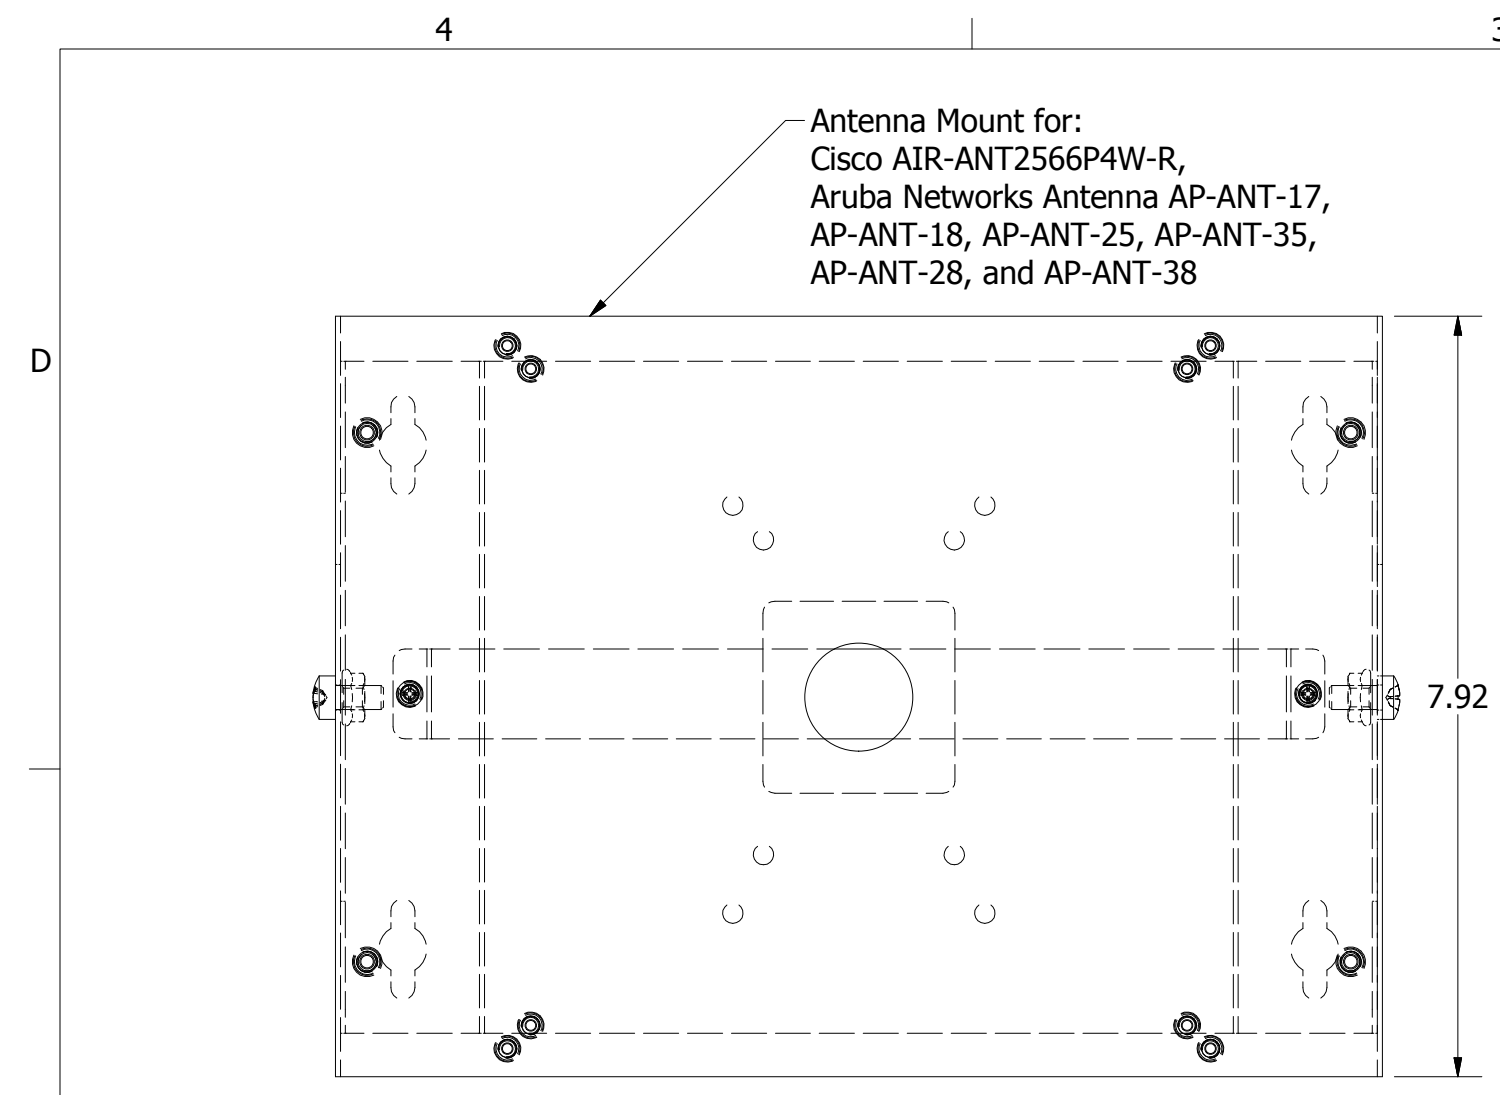 4
3
Antenna Mount for:
Cisco AIR-ANT2566P4W-R,
Aruba Networks Antenna AP-ANT-17,
AP-ANT-18, AP-ANT-25, AP-ANT-35,
AP-ANT-28, and AP-ANT-38
D
7.92